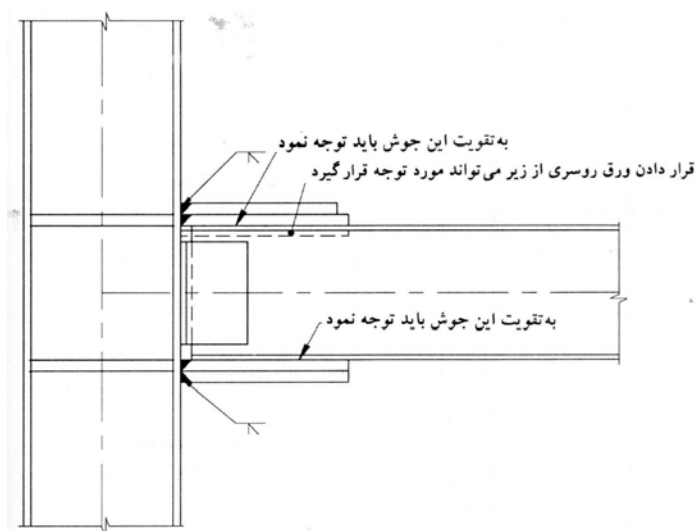 به‌تقویت این جوش باید توجه نمود
قرار دادن ورق روسری از زیر می‌تواند مورد توجه قرار گیرد
به‌تقویت این جوش باید توجه نمود